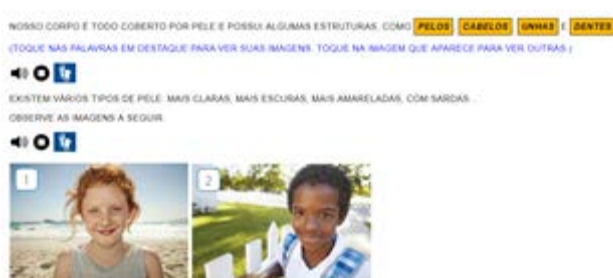 NOSSO CORPO É TODO COBERTO POR PELE E POSSUI ALGUMAS ESTRUTURAS, COMO PELOS CABELOS UNHAS E DENTES
(TOQUE NAS PALAVRAS EM DESTAQUE PARA VER SUAS IMAGENS. TOQUE NA IMAGEM QUE APARECE PARA VER OUTRAS.)
EXISTEM VÁRIOS TIPOS DE PELE: MAIS CLARAS, MAIS ESCURAS, MAIS AMARELADAS, COM SARDAS...
OBSERVE AS IMAGENS A SEGUIR.
1
2